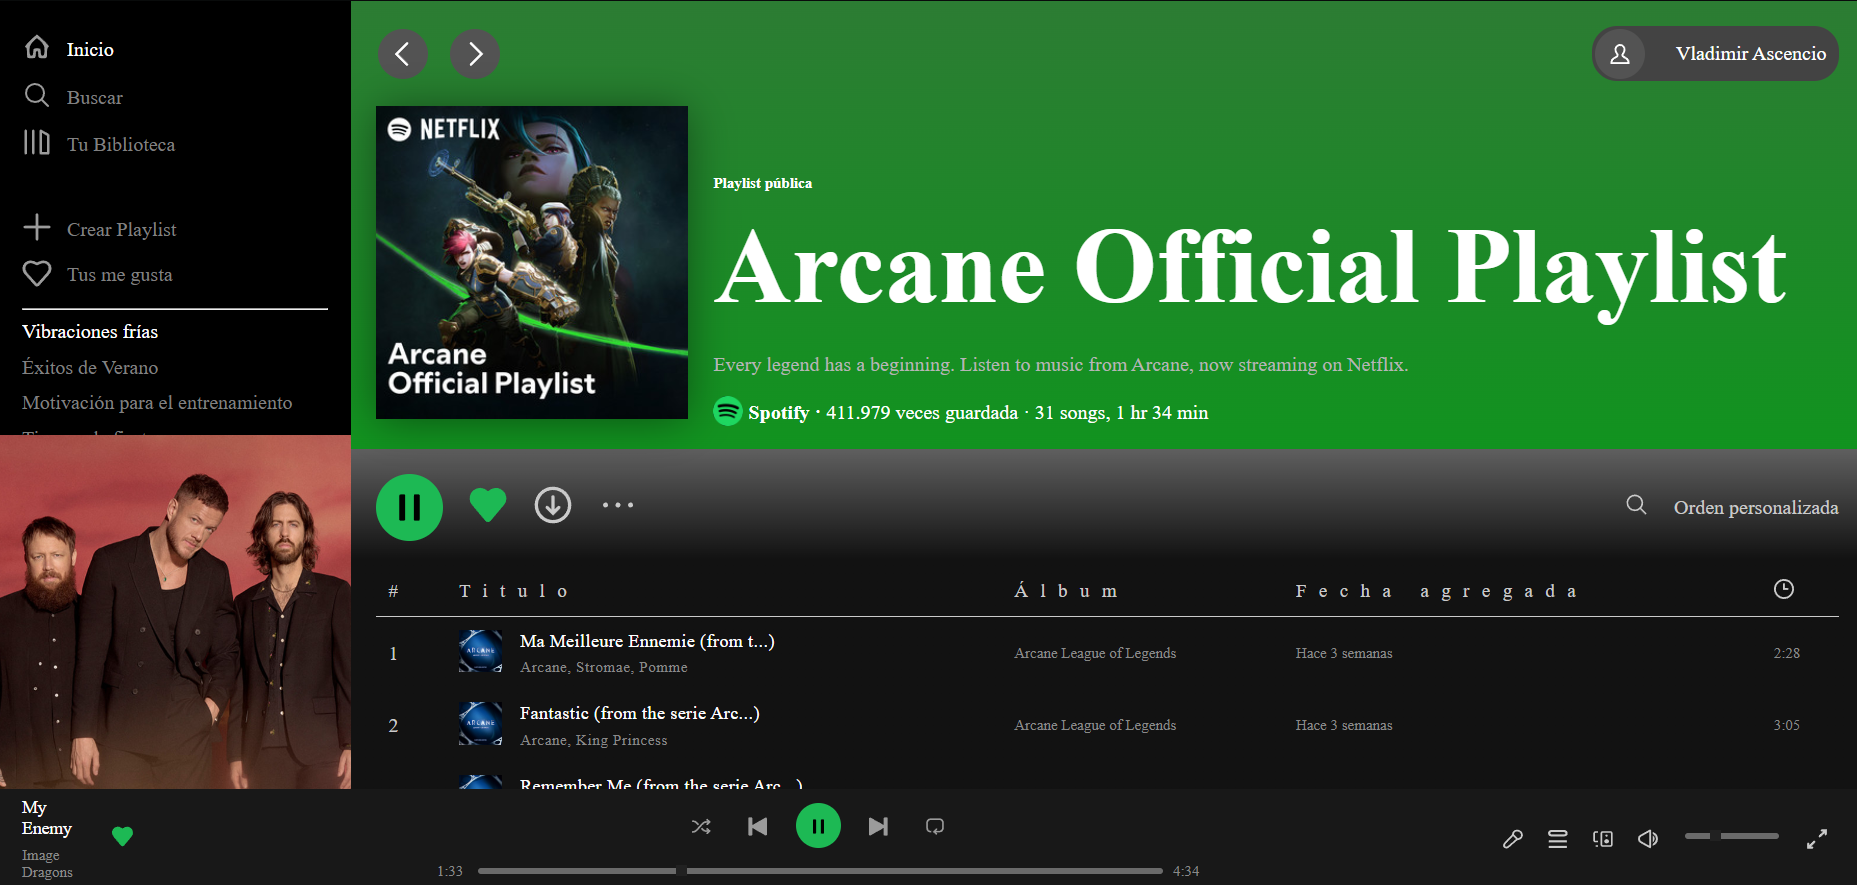 Inicio
Buscar
Tu Biblioteca
Crear Playlist
Tus me gusta
Vibraciones frías
Éxitos de Verano
Motivación para el entrenamiento
My
Enemy
Image
Dragons
Vladimir Ascencio
NETFLIX
Arcane
Official Playlist
Playlist pública
Arcane Official Playlist
Every legend has a beginning. Listen to music from Arcane, now streaming on Netflix.
Spotify · 411.979 veces guardada · 31 songs, 1 hr 34 min
Orden personalizada
# Titulo Álbum Fecha agregada
1 ARCANE Ma Meilleure Ennemie (from t...) Arcane League of Legends Hace 3 semanas 2:28
Arcane, Stromae, Pomme
2 ARCANE Fantastic (from the serie Arc...) Arcane League of Legends Hace 3 semanas 3:05
Arcane, King Princess
Remember Me (from the serie Arc...)
1:33 4:34